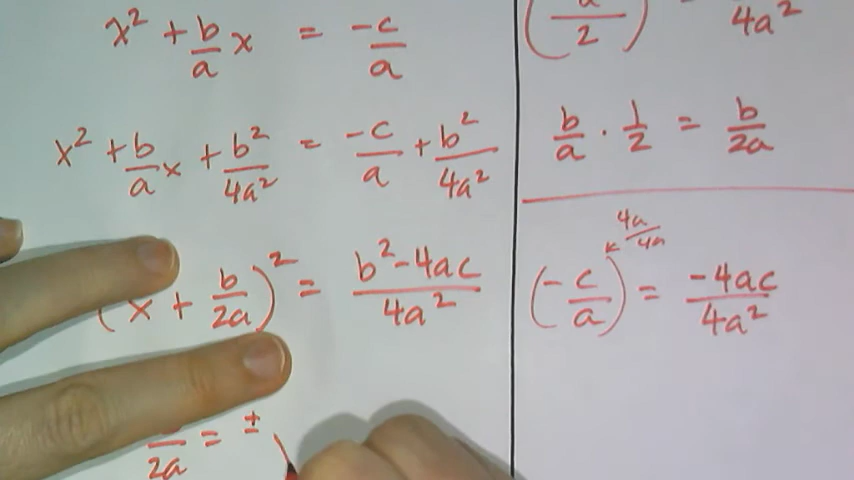 x² + b/a x = -c/a
x² + b/a x + b²/4a² = -c/a + b²/4a²
(x + b/2a)² = b²-4ac/4a²
/2a = ±
/2) 4a²
b/a · 1/2 = b/2a
4a/4a
(-c/a) = -4ac/4a²